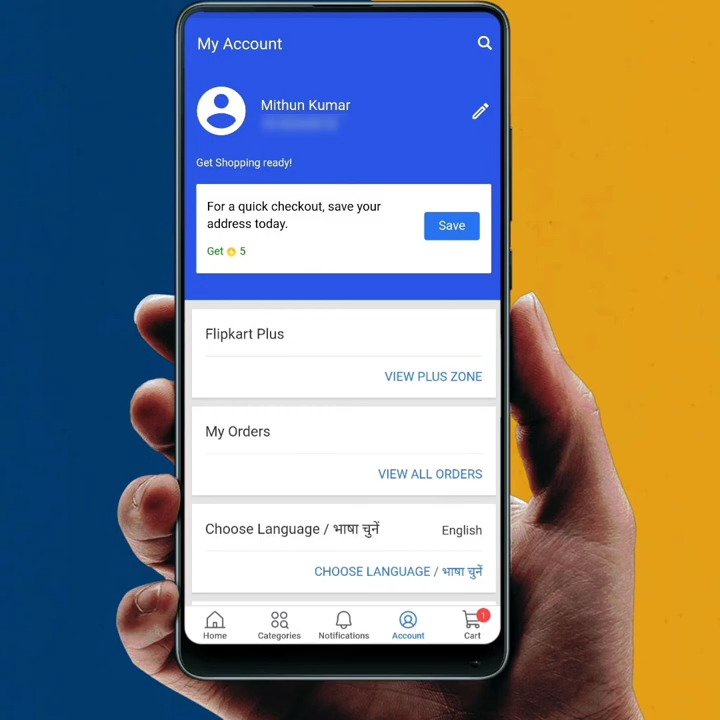 My Account
Mithun Kumar
Get Shopping ready!
For a quick checkout, save your
address today.
Save
Get 5
Flipkart Plus
VIEW PLUS ZONE
My Orders
VIEW ALL ORDERS
Choose Language / भाषा चुनें
English
CHOOSE LANGUAGE / भाषा चुनें
1
Home
Categories
Notifications
Account
Cart